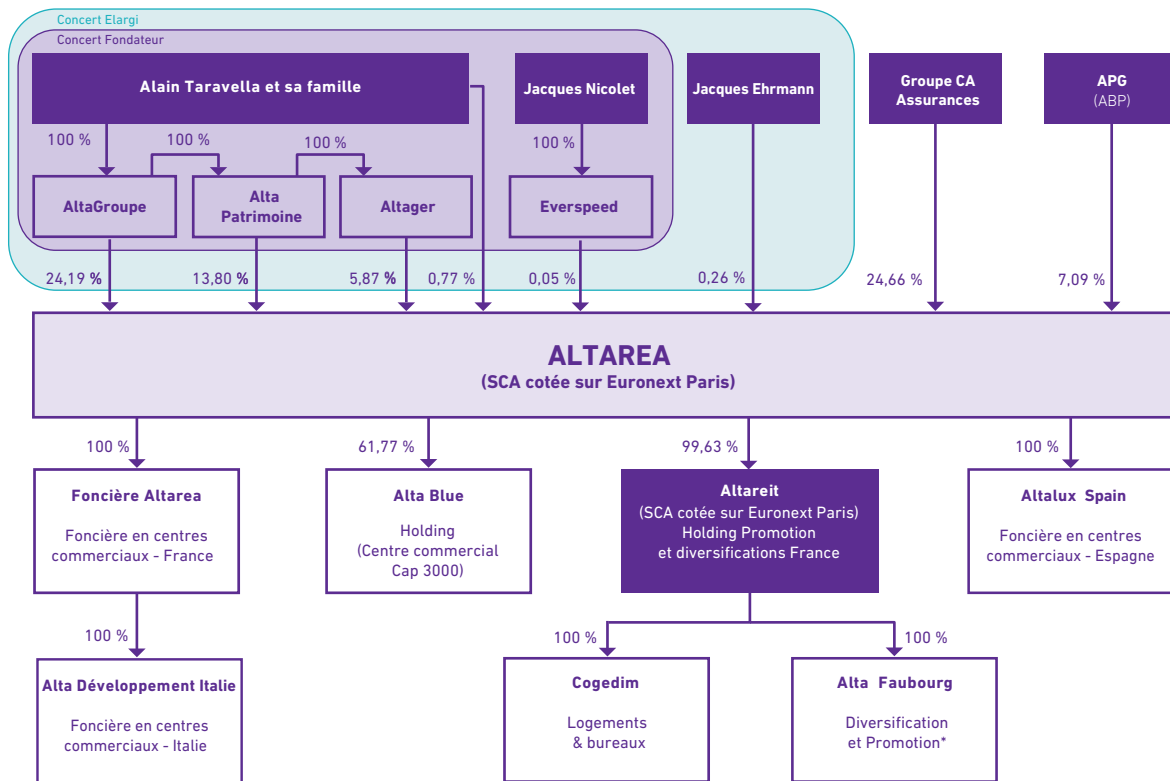 Concert Elargi
Concert Fondateur
Alain Taravella et sa famille
Jacques Nicolet
Jacques Ehrmann
Groupe CA
Assurances
APG
(ABP)
100 %
100 %
100 %
100 %
AltaGroupe
Alta
Patrimoine
Altager
Everspeed
24,19 %
13,80 %
5,87 %
0,77 %
0,05 %
0,26 %
24,66 %
7,09 %
ALTAREA
(SCA cotée sur Euronext Paris)
100 %
61,77 %
99,63 %
100 %
Foncière Altarea
Foncière en centres
commerciaux - France
Alta Blue
Holding
(Centre commercial
Cap 3000)
Altareit
(SCA cotée sur Euronext Paris)
Holding Promotion
et diversifications France
Altalux Spain
Foncière en centres
commerciaux - Espagne
100 %
100 %
100 %
Alta Développement Italie
Foncière en centres
commerciaux - Italie
Cogedim
Logements
& bureaux
Alta Faubourg
Diversification
et Promotion*